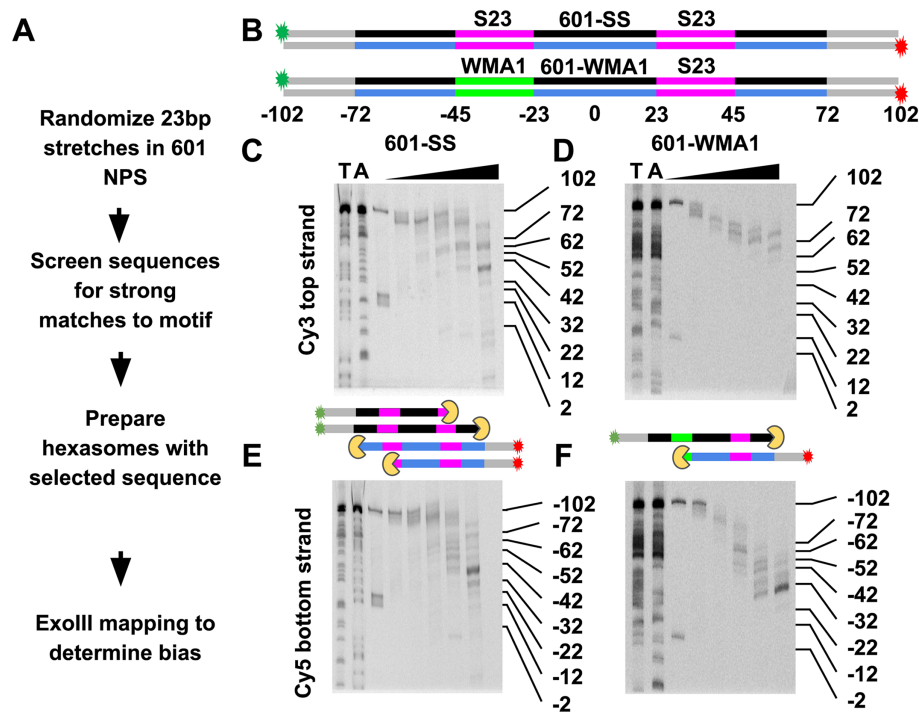 A
Randomize 23bp
stretches in 601
NPS
Screen sequences
for strong
matches to motif
Prepare
hexasomes with
selected sequence
ExoIII mapping to
determine bias
B
S23 601-SS S23
WMA1 601-WMA1 S23
-102 -72 -45 -23 0 23 45 72 102
C
601-SS
T A
Cy3 top strand
102
72
62
52
42
32
22
12
2
D
601-WMA1
T A
102
72
62
52
42
32
22
12
2
E
Cy5 bottom strand
-102
-72
-62
-52
-42
-32
-22
-12
-2
F
-102
-72
-62
-52
-42
-32
-22
-12
-2